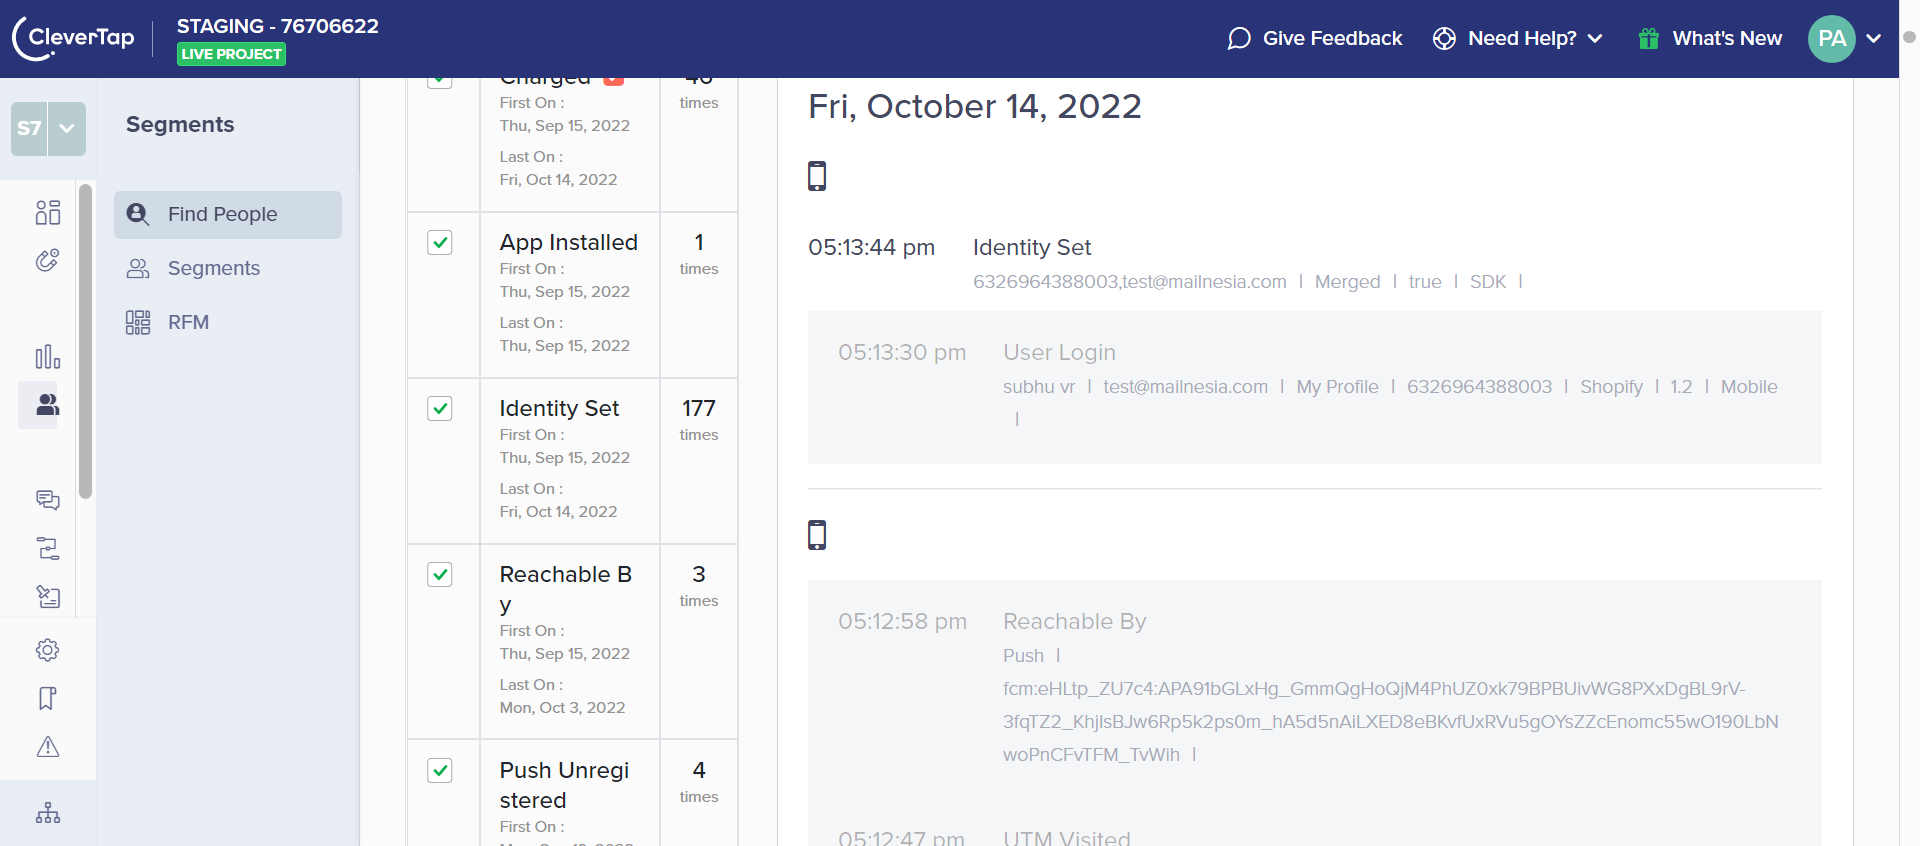 CleverTap
STAGING - 76706622
LIVE PROJECT
Give Feedback
Need Help?
What's New
PA
S7
Segments
Find People
Segments
RFM
Charged
46
times
First On :
Thu, Sep 15, 2022
Last On :
Fri, Oct 14, 2022
App Installed
1
times
First On :
Thu, Sep 15, 2022
Last On :
Thu, Sep 15, 2022
Identity Set
177
times
First On :
Thu, Sep 15, 2022
Last On :
Fri, Oct 14, 2022
Reachable B
y
3
times
First On :
Thu, Sep 15, 2022
Last On :
Mon, Oct 3, 2022
Push Unregi
stered
4
times
First On :
Fri, October 14, 2022
05:13:44 pm Identity Set
6326964388003,test@mailnesia.com | Merged | true | SDK |
05:13:30 pm User Login
subhu vr | test@mailnesia.com | My Profile | 6326964388003 | Shopify | 1.2 | Mobile
|
05:12:58 pm Reachable By
Push |
fcm:eHLtp_ZU7c4:APA91bGLxHg_GmmQgHoQjM4PhUZ0xk79BPBUivWG8PXxDgBL9rV-
3fqTZ2_KhjIsBJw6Rp5k2ps0m_hA5d5nAiLXED8eBKvfUxRVu5gOYsZZcEnomc55wO190LbN
woPnCFvTFM_TvWih |
05:12:47 pm UTM Visited